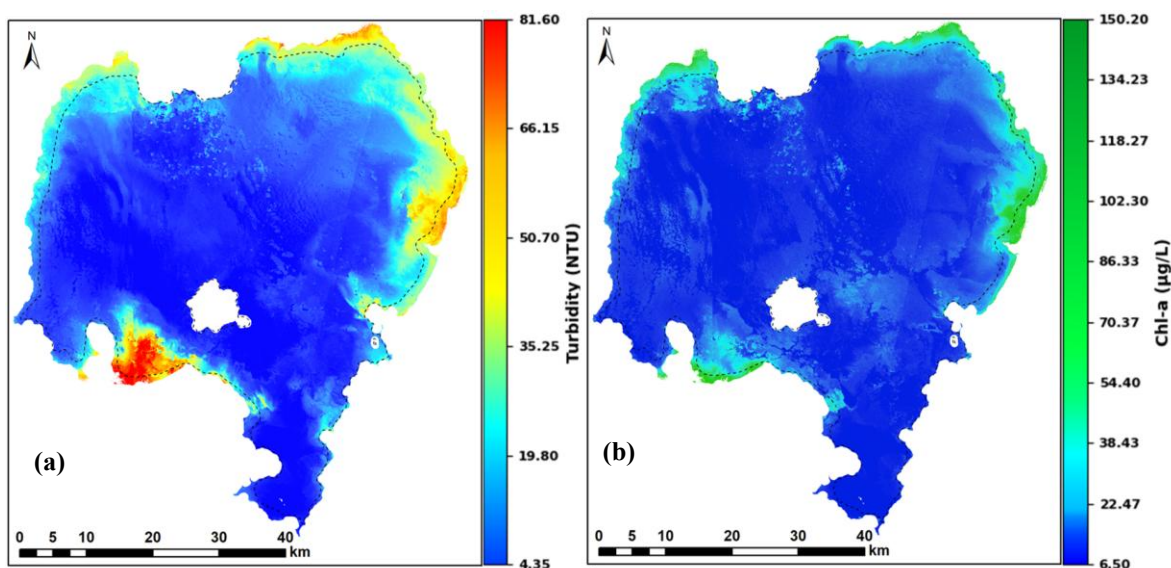 N
(a)
0 5 10 20 30 40
km
81.60
66.15
50.70
35.25
19.80
4.35
Turbidity (NTU)
N
(b)
0 5 10 20 30 40
km
150.20
134.23
118.27
102.30
86.33
70.37
54.40
38.43
22.47
6.50
Chl-a (µg/L)